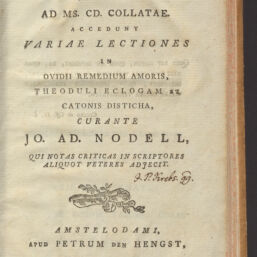 AD MS. CD. COLLATAE.
ACCEDUNT
VARIAE LECTIONES
IN
OVIDII REMEDIUM AMORIS,
THEODULI ECLOGAM ET
CATONIS DISTICHA,
CURANTE
JO. AD. NODELL,
QUI NOTAS CRITICAS IN SCRIPTORES
ALIQUOT VETERES ADJECIT.
J. P. Krebs.
AMSTELODAMI,
APUD PETRUM DEN HENGST,